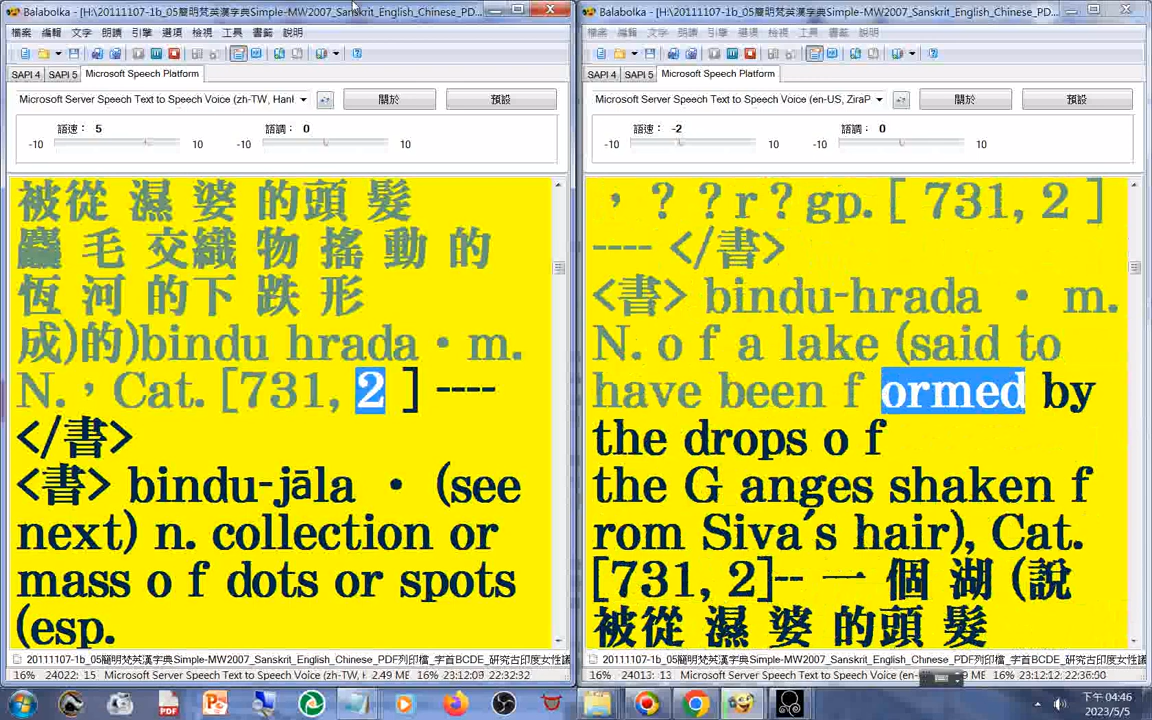 Balabolka - [H:\20111107-1b_05簡明梵英漢字典Simple-MW2007_Sanskrit_English_Chinese_PD...
檔案 編輯 文字 朗讀 引擎 選項 檢視 工具 書籤 說明
SAPI 4 SAPI 5 Microsoft Speech Platform
Microsoft Server Speech Text to Speech Voice (zh-TW, Hanl
關於 預設
語速： 5 語調： 0
-10 10 -10 10
被從 濕 婆 的頭 髮
麤 毛 交織 物 搖 動 的
恆 河 的下 跌 形
成)的)bindu hrada • m.
N. ，Cat. [731, 2 ] ----
</書>
<書> bindu-jāla • (see
next) n. collection or
mass o f dots or spots
(esp.
20111107-1b_05簡明梵英漢字典Simple-MW2007_Sanskrit_English_Chinese_PDF列印檔_字首BCDE_研究古印度女性議
16% 24022: 15 Microsoft Server Speech Text to Speech Voice (zh-TW, H 2.49 MB 23:12:09 22:32:32
Balabolka - [H:\20111107-1b_05簡明梵英漢字典Simple-MW2007_Sanskrit_English_Chinese_PD...
檔案 編輯 文字 朗讀 引擎 選項 檢視 工具 書籤 說明
SAPI 4 SAPI 5 Microsoft Speech Platform
Microsoft Server Speech Text to Speech Voice (en-US, ZiraP
關於 預設
語速： -2 語調： 0
-10 10 -10 10
，? ? r ? gp. [ 731, 2 ]
---- </書>
<書> bindu-hrada • m.
N. o f a lake (said to
have been f ormed by
the drops o f
the G anges shaken f
rom Siva's hair), Cat.
[731, 2]-- 一 個 湖 (說
被從 濕 婆 的頭 髮
20111107-1b_05簡明梵英漢字典Simple-MW2007_Sanskrit_English_Chinese_PDF列印檔_字首BCDE_研究古印度女性議
16% 24013: 13 Microsoft Server Speech Text to Speech Voice (en 16% 23:12:12 22:36:00
下午 04:46
2023/5/5